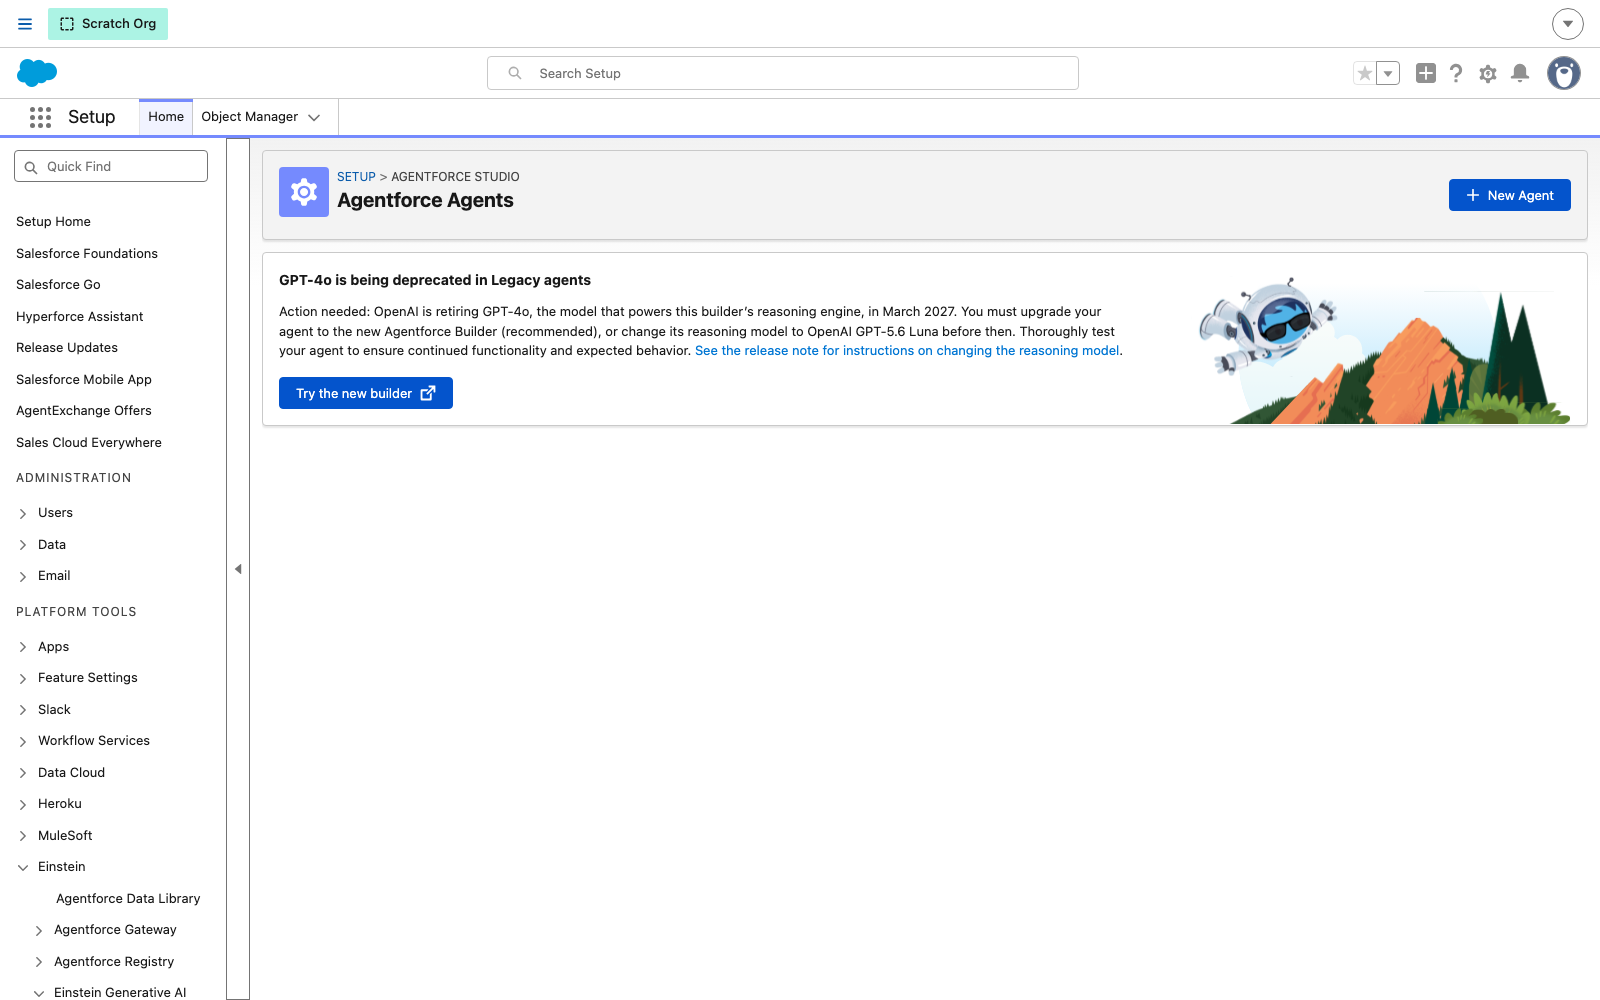 Scratch Org
Search Setup
Setup
Home
Object Manager
Quick Find
Setup Home
Salesforce Foundations
Salesforce Go
Hyperforce Assistant
Release Updates
Salesforce Mobile App
AgentExchange Offers
Sales Cloud Everywhere
ADMINISTRATION
Users
Data
Email
PLATFORM TOOLS
Apps
Feature Settings
Slack
Workflow Services
Data Cloud
Heroku
MuleSoft
Einstein
Agentforce Data Library
Agentforce Gateway
Agentforce Registry
Einstein Generative AI
SETUP > AGENTFORCE STUDIO
Agentforce Agents
New Agent
GPT-4o is being deprecated in Legacy agents
Action needed: OpenAI is retiring GPT-4o, the model that powers this builder’s reasoning engine, in March 2027. You must upgrade your
agent to the new Agentforce Builder (recommended), or change its reasoning model to OpenAI GPT-5.6 Luna before then. Thoroughly test
your agent to ensure continued functionality and expected behavior. See the release note for instructions on changing the reasoning model.
Try the new builder